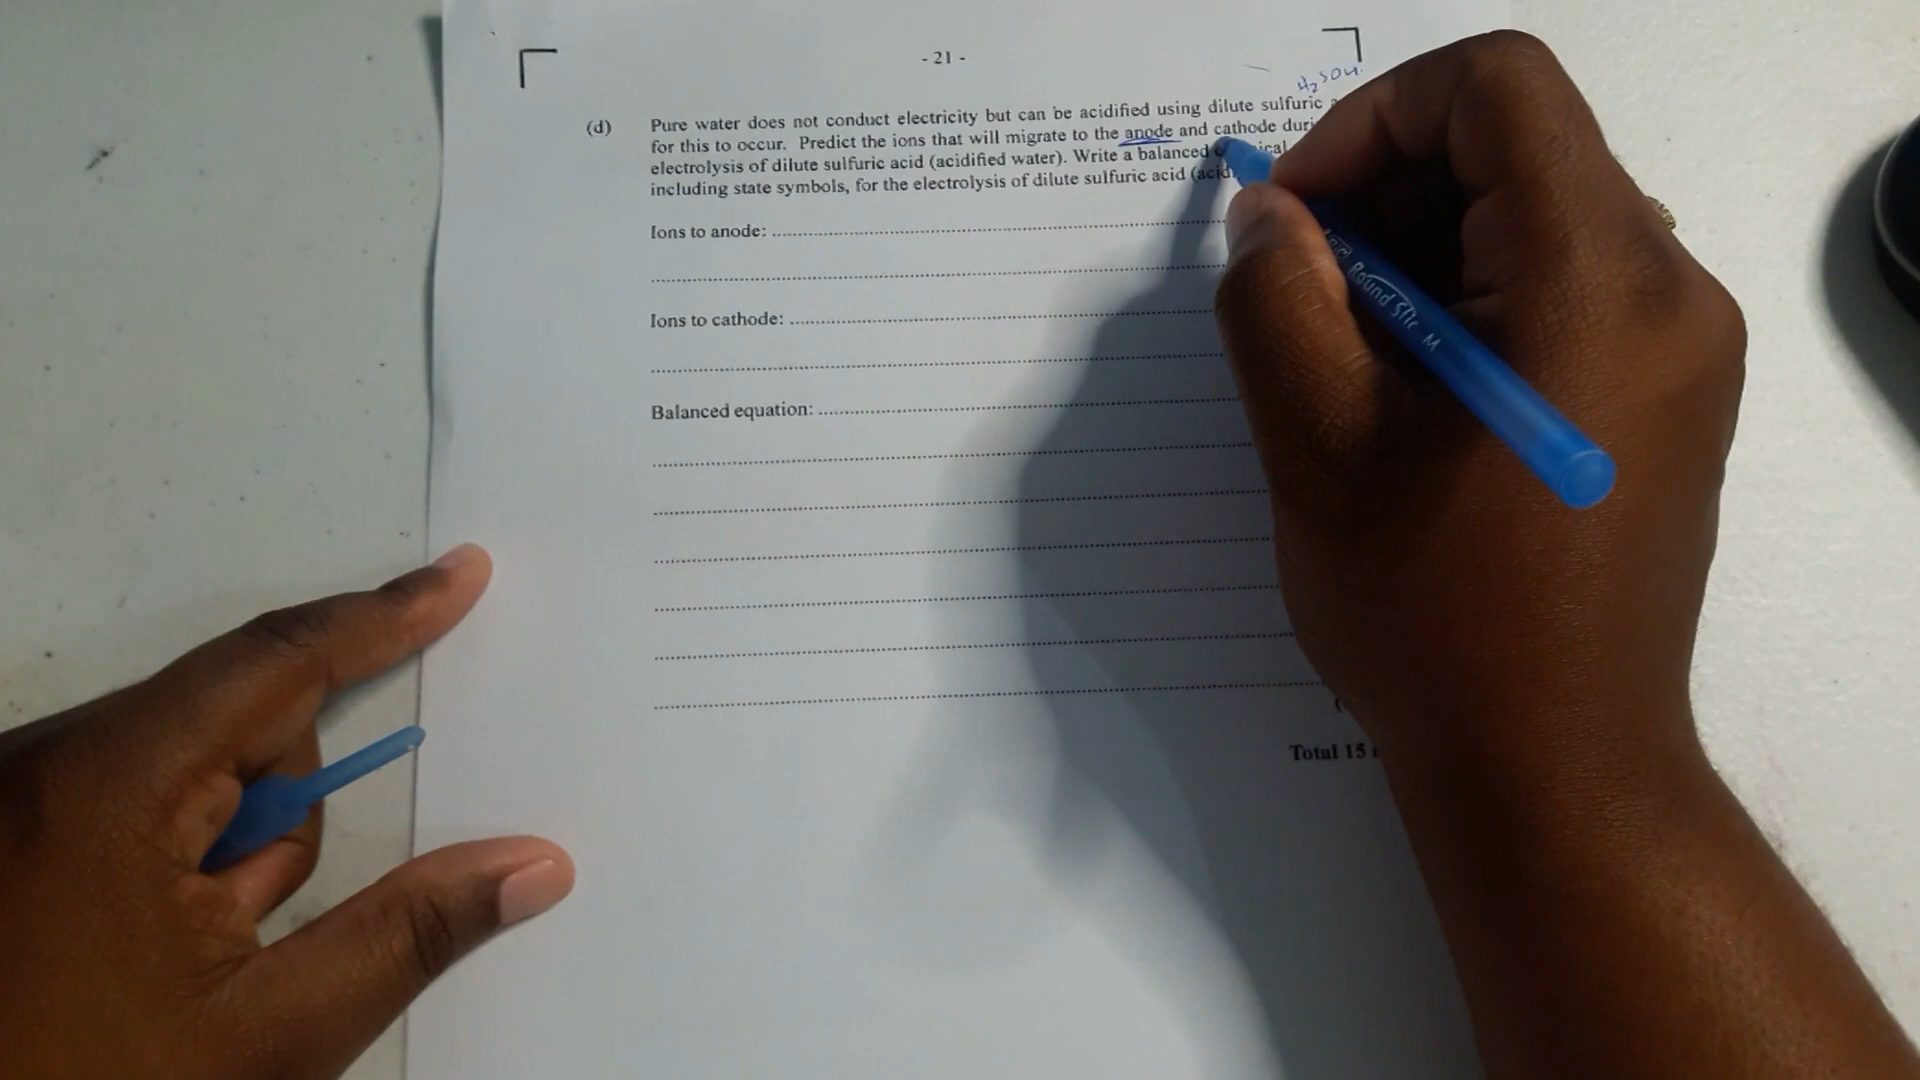 - 21 -
H2SO4.
(d) Pure water does not conduct electricity but can be acidified using dilute sulfuric
for this to occur. Predict the ions that will migrate to the anode and cathode
electrolysis of dilute sulfuric acid (acidified water). Write a balanced
including state symbols, for the electrolysis of dilute sulfuric acid
Ions to anode:
Ions to cathode:
Balanced equation:
Total 15
Round Stic M